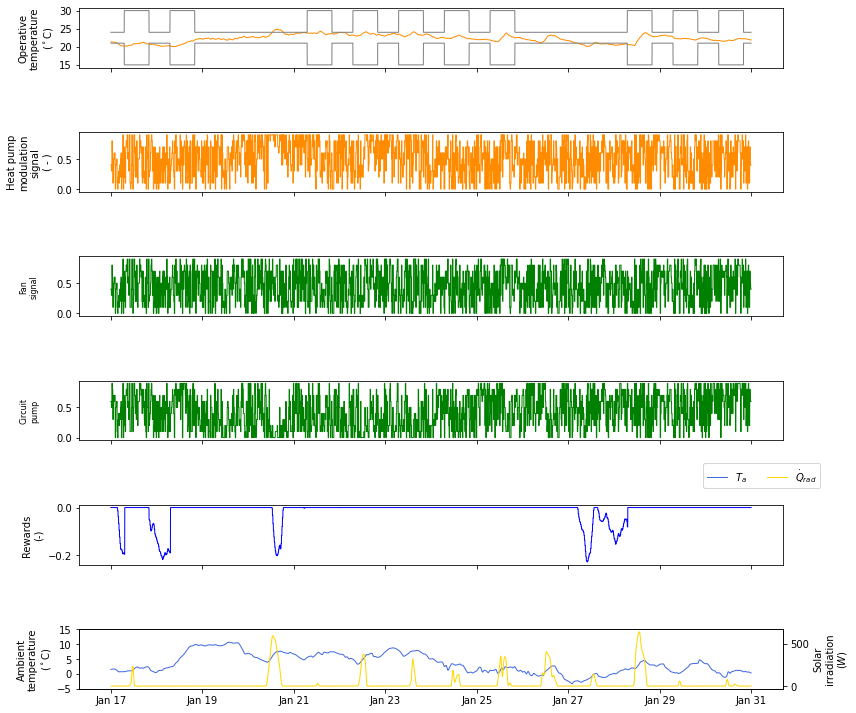 Operative
temperature
(°C)
30
25
20
15
Heat pump
modulation
signal
( - )
0.5
0.0
Fan
signal
0.5
0.0
Circuit
pump
0.5
0.0
Tₐ
Q̇_rad
Rewards
(-)
0.0
−0.2
Ambient
temperature
(°C)
15
10
5
0
−5
500
0
Solar
irradiation
(W)
Jan 17 Jan 19 Jan 21 Jan 23 Jan 25 Jan 27 Jan 29 Jan 31